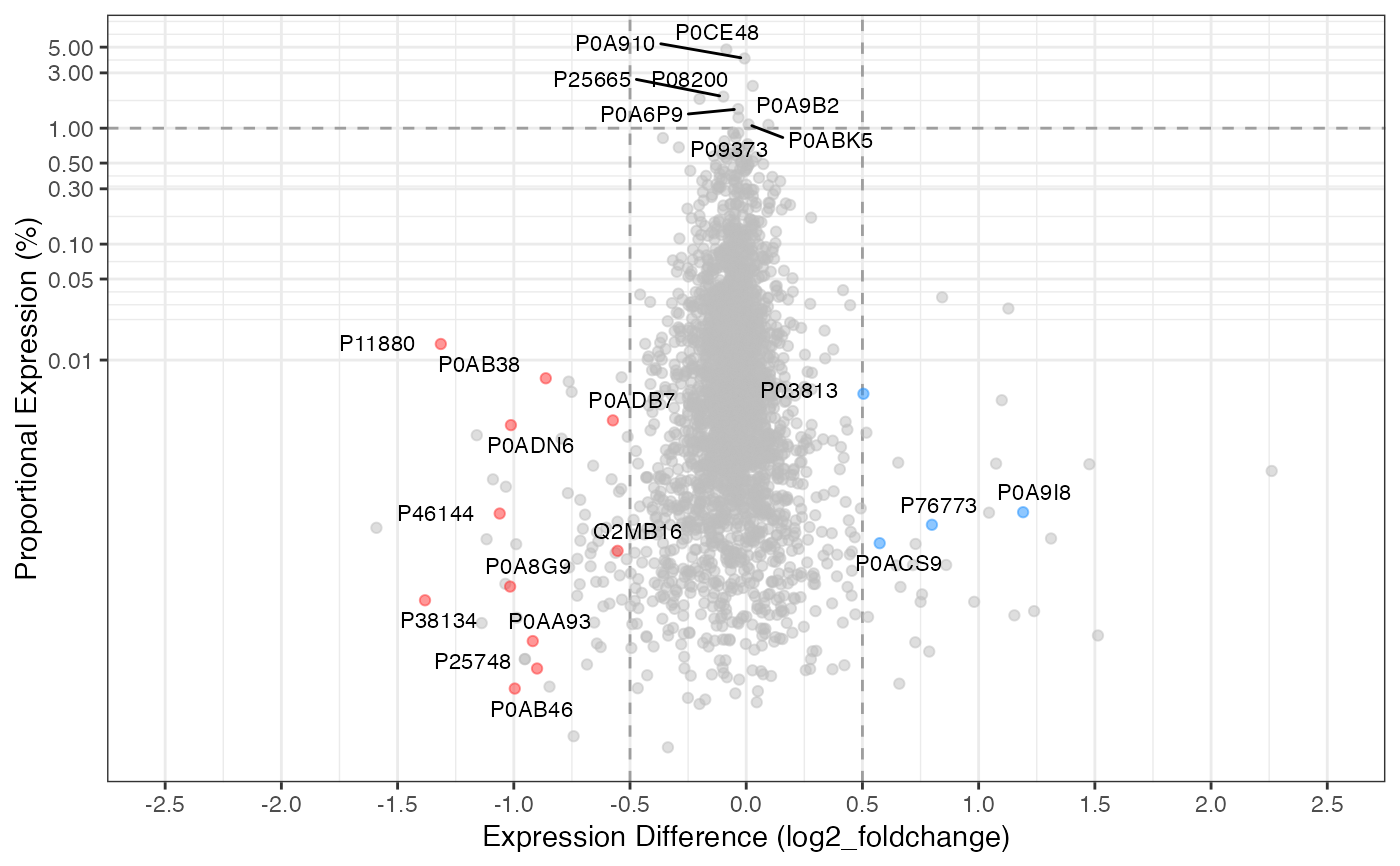 P0CE48
P0A910
P25665
P08200
P0A6P9
P0A9B2
P0ABK5
P09373
P11880
P0AB38
P03813
P0ADB7
P0ADN6
P46144
P76773
P0A9I8
Q2MB16
P0ACS9
P0A8G9
P38134
P0AA93
P25748
P0AB46
5.00
3.00
1.00
0.50
0.30
0.10
0.05
0.01
Proportional Expression (%)
-2.5 -2.0 -1.5 -1.0 -0.5 0.0 0.5 1.0 1.5 2.0 2.5
Expression Difference (log2_foldchange)